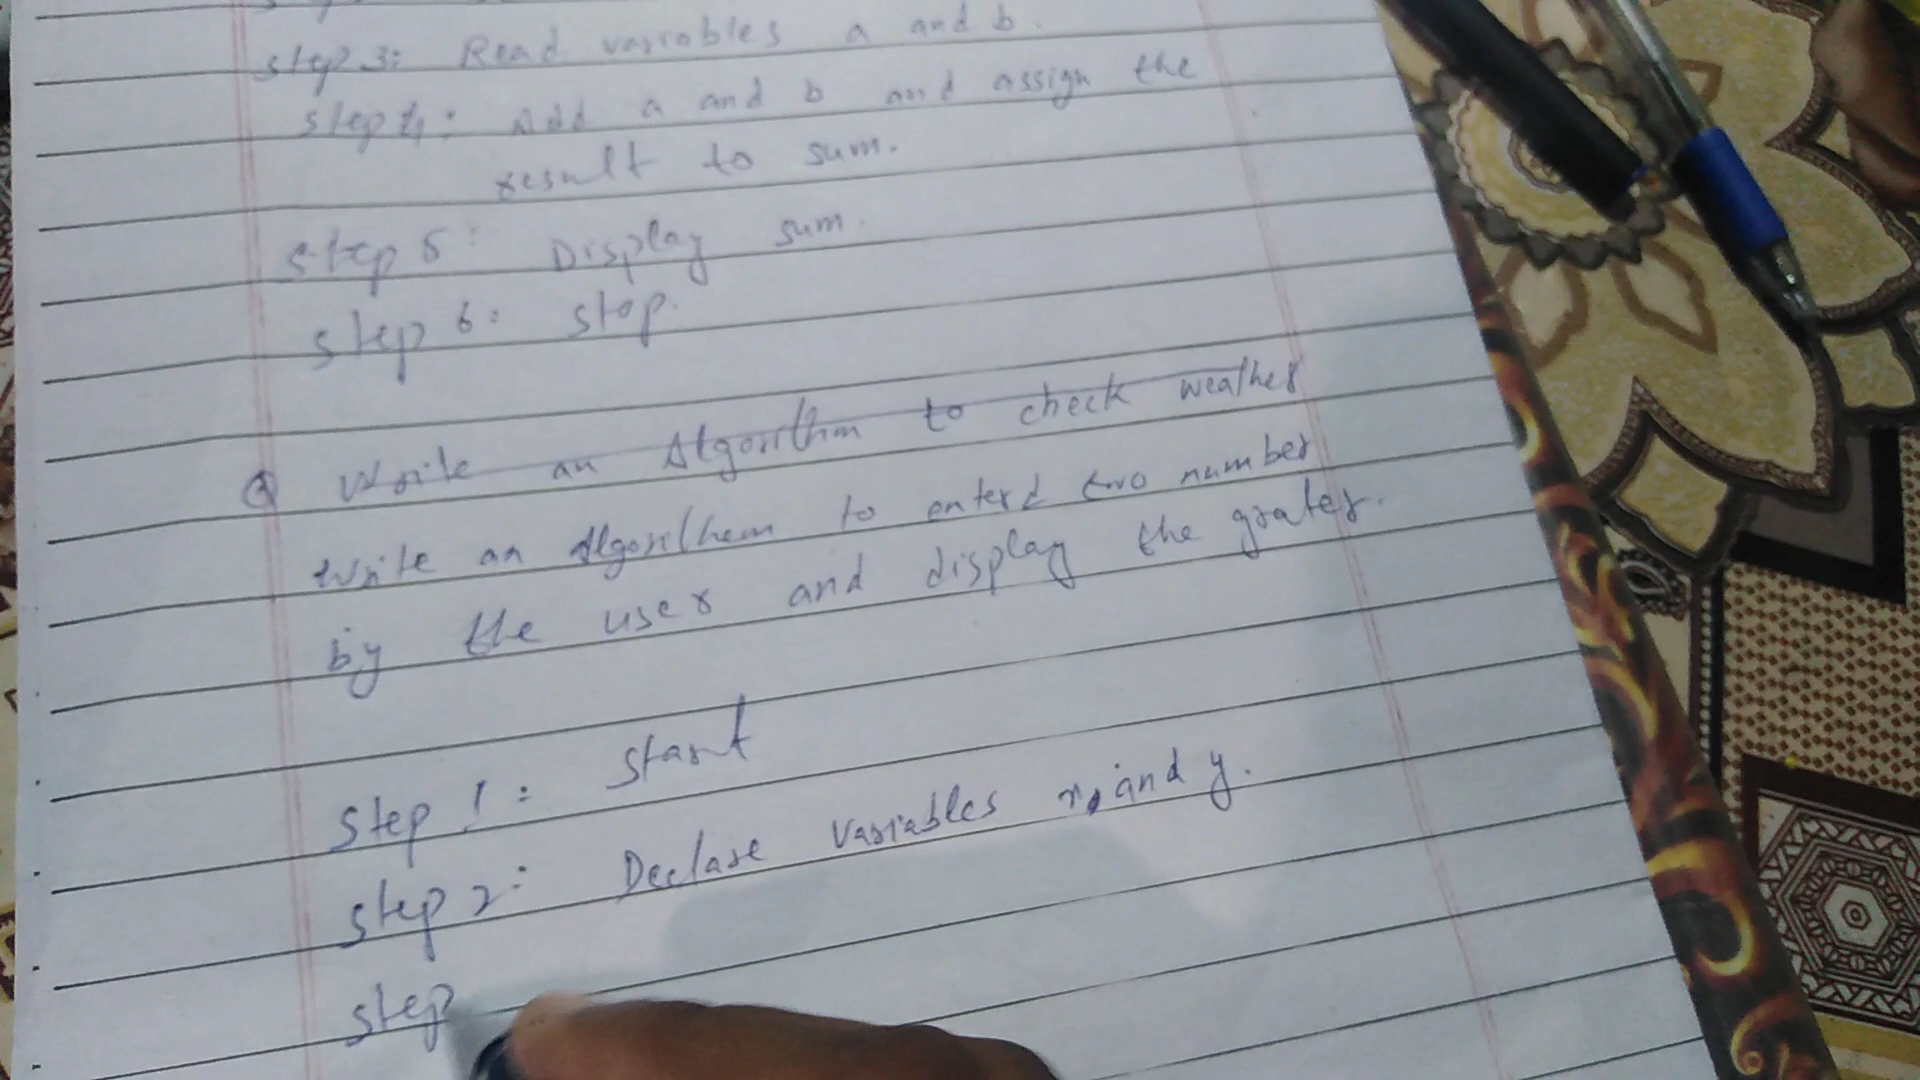 step 3: Read variables a and b.
step 4: Add a and b and assign the
result to sum.
step 5: Display sum.
step 6: stop.
Q Write an Algorithm to check weather
Write an Algorithem to enterd two number
by the user and display the grater.
Step 1: Start
Step 2: Declare Variables x, and y.
Step